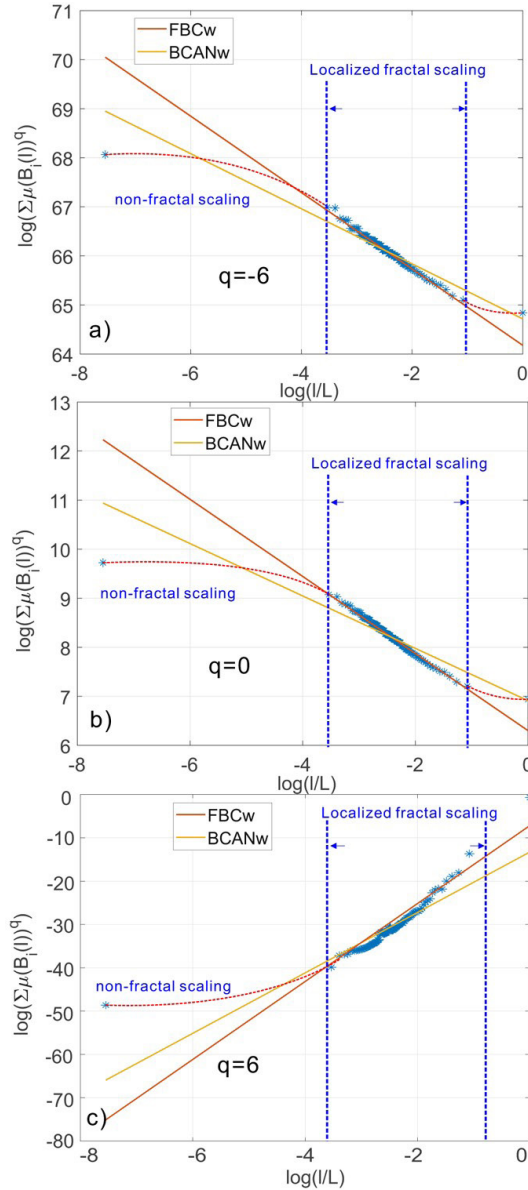 71
70
69
68
67
66
65
64
-8
-6
-4
-2
0
log(Σμ(B_i(l))^q)
log(l/L)
FBCw
BCANw
Localized fractal scaling
non-fractal scaling
q=-6
a)
13
12
11
10
9
8
7
6
-8
-6
-4
-2
0
log(Σμ(B_i(l))^q)
log(l/L)
FBCw
BCANw
Localized fractal scaling
non-fractal scaling
q=0
b)
0
-10
-20
-30
-40
-50
-60
-70
-80
-8
-6
-4
-2
0
log(Σμ(B_i(l))^q)
log(l/L)
FBCw
BCANw
Localized fractal scaling
non-fractal scaling
q=6
c)